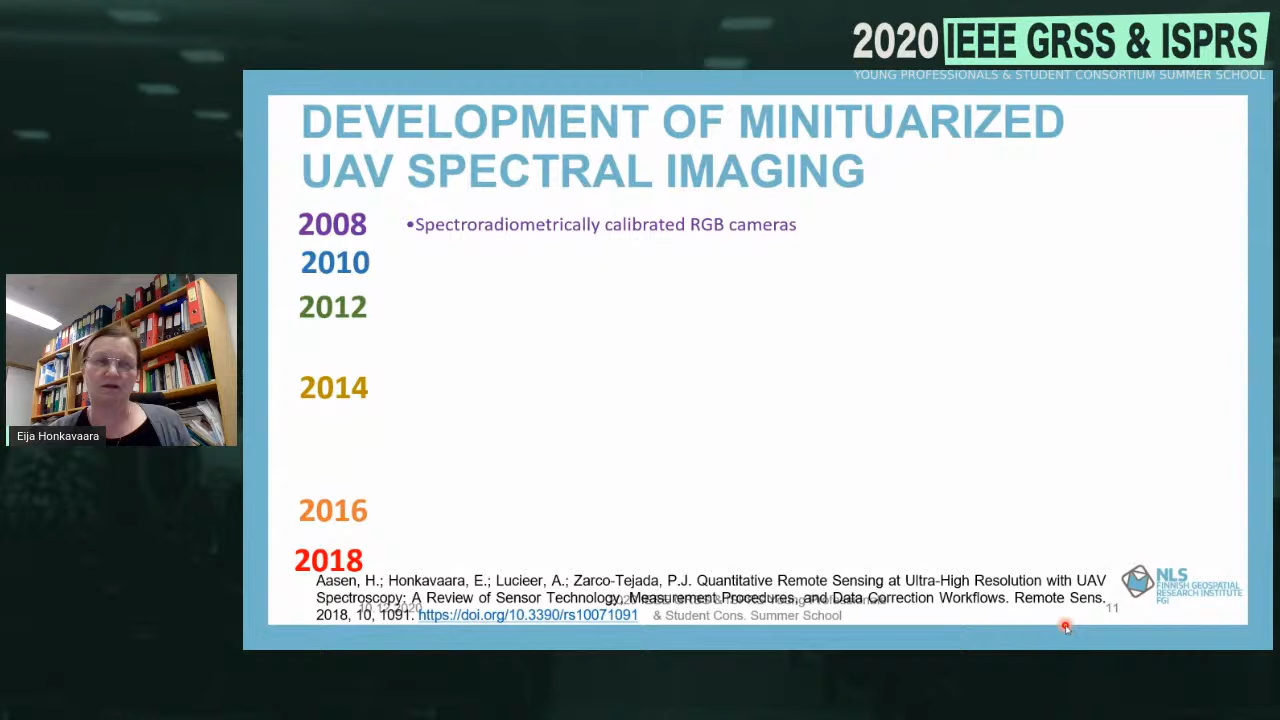 2020 IEEE GRSS & ISPRS
YOUNG PROFESSIONALS & STUDENT CONSORTIUM SUMMER SCHOOL
DEVELOPMENT OF MINITUARIZED
UAV SPECTRAL IMAGING
2008 •Spectroradiometrically calibrated RGB cameras
2010
2012
2014
2016
2018
Aasen, H.; Honkavaara, E.; Lucieer, A.; Zarco-Tejada, P.J. Quantitative Remote Sensing at Ultra-High Resolution with UAV
Spectroscopy: A Review of Sensor Technology, Measurement Procedures, and Data Correction Workflows. Remote Sens.
2018, 10, 1091. https://doi.org/10.3390/rs10071091
10.12.2020
& Student Cons. Summer School
11
NLS
FINNISH GEOSPATIAL
RESEARCH INSTITUTE
FGI
Eija Honkavaara